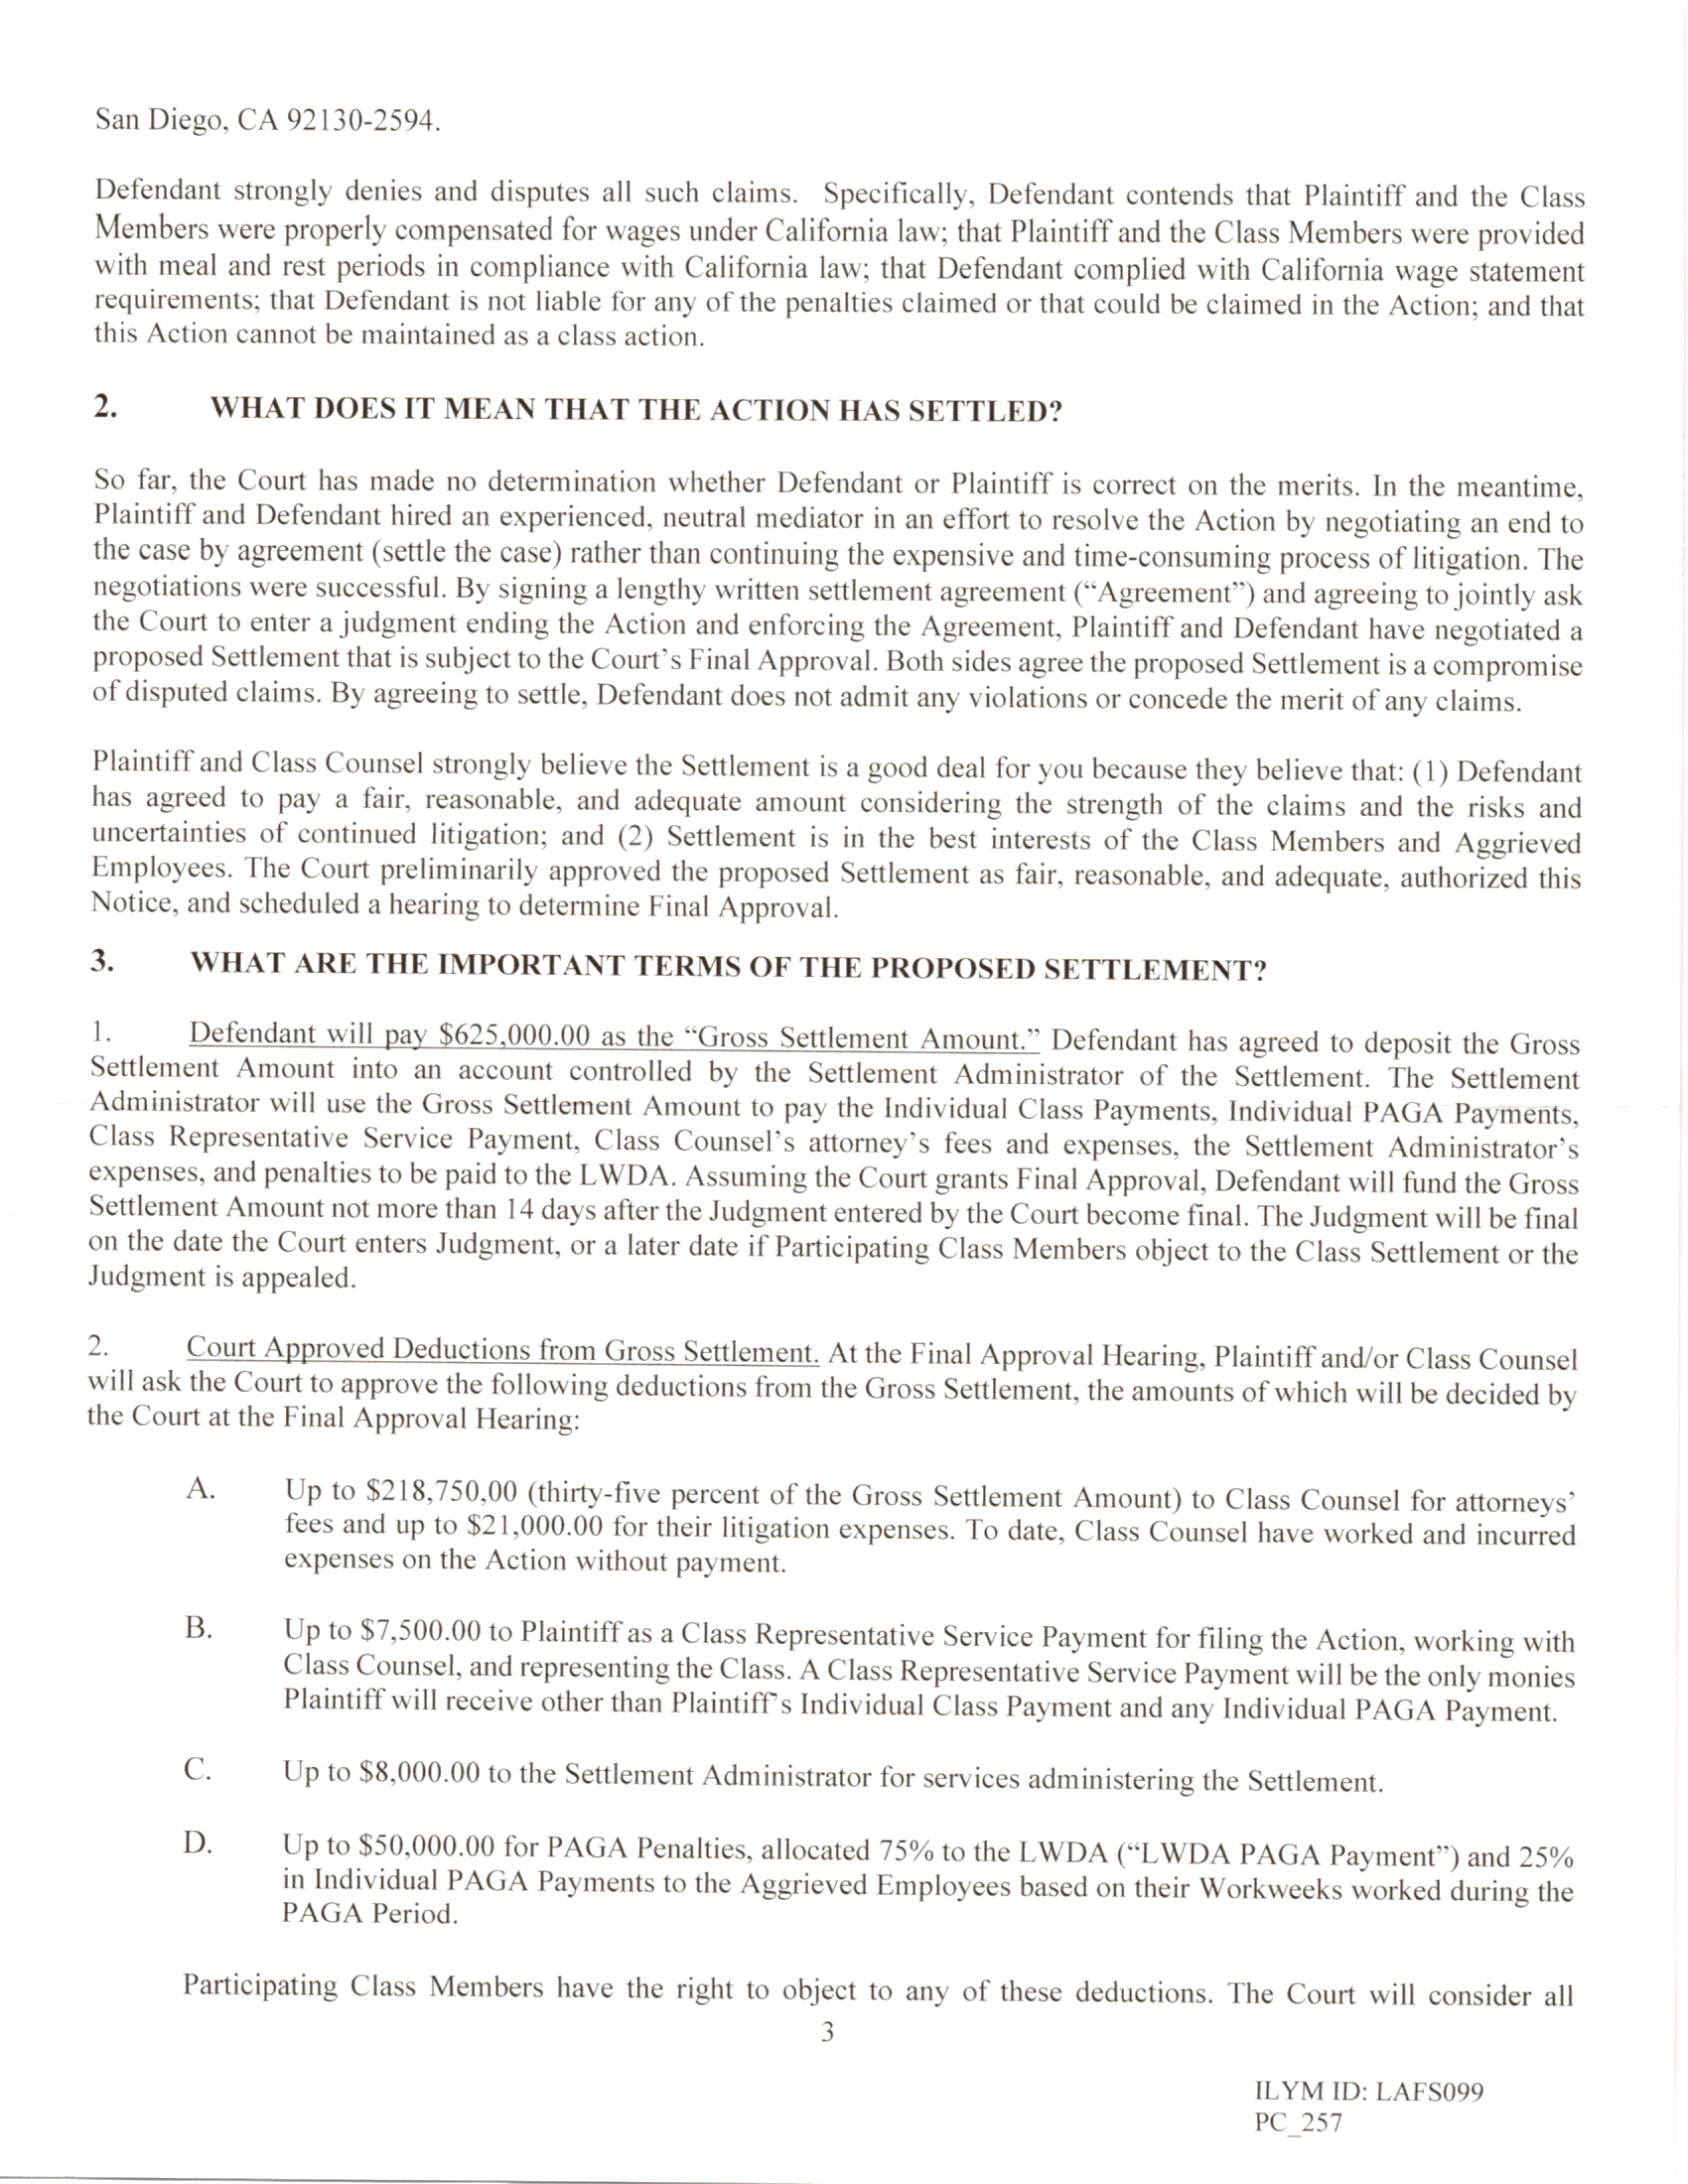 San Diego, CA 92130-2594.
Defendant strongly denies and disputes all such claims. Specifically, Defendant contends that Plaintiff and the Class
Members were properly compensated for wages under California law; that Plaintiff and the Class Members were provided
with meal and rest periods in compliance with California law; that Defendant complied with California wage statement
requirements; that Defendant is not liable for any of the penalties claimed or that could be claimed in the Action; and that
this Action cannot be maintained as a class action.
2. WHAT DOES IT MEAN THAT THE ACTION HAS SETTLED?
So far, the Court has made no determination whether Defendant or Plaintiff is correct on the merits. In the meantime,
Plaintiff and Defendant hired an experienced, neutral mediator in an effort to resolve the Action by negotiating an end to
the case by agreement (settle the case) rather than continuing the expensive and time-consuming process of litigation. The
negotiations were successful. By signing a lengthy written settlement agreement (“Agreement”) and agreeing to jointly ask
the Court to enter a judgment ending the Action and enforcing the Agreement, Plaintiff and Defendant have negotiated a
proposed Settlement that is subject to the Court’s Final Approval. Both sides agree the proposed Settlement is a compromise
of disputed claims. By agreeing to settle, Defendant does not admit any violations or concede the merit of any claims.
Plaintiff and Class Counsel strongly believe the Settlement is a good deal for you because they believe that: (1) Defendant
has agreed to pay a fair, reasonable, and adequate amount considering the strength of the claims and the risks and
uncertainties of continued litigation; and (2) Settlement is in the best interests of the Class Members and Aggrieved
Employees. The Court preliminarily approved the proposed Settlement as fair, reasonable, and adequate, authorized this
Notice, and scheduled a hearing to determine Final Approval.
3. WHAT ARE THE IMPORTANT TERMS OF THE PROPOSED SETTLEMENT?
1. Defendant will pay $625,000.00 as the “Gross Settlement Amount.” Defendant has agreed to deposit the Gross
Settlement Amount into an account controlled by the Settlement Administrator of the Settlement. The Settlement
Administrator will use the Gross Settlement Amount to pay the Individual Class Payments, Individual PAGA Payments,
Class Representative Service Payment, Class Counsel’s attorney’s fees and expenses, the Settlement Administrator’s
expenses, and penalties to be paid to the LWDA. Assuming the Court grants Final Approval, Defendant will fund the Gross
Settlement Amount not more than 14 days after the Judgment entered by the Court become final. The Judgment will be final
on the date the Court enters Judgment, or a later date if Participating Class Members object to the Class Settlement or the
Judgment is appealed.
2. Court Approved Deductions from Gross Settlement. At the Final Approval Hearing, Plaintiff and/or Class Counsel
will ask the Court to approve the following deductions from the Gross Settlement, the amounts of which will be decided by
the Court at the Final Approval Hearing:
A. Up to $218,750,00 (thirty-five percent of the Gross Settlement Amount) to Class Counsel for attorneys’
fees and up to $21,000.00 for their litigation expenses. To date, Class Counsel have worked and incurred
expenses on the Action without payment.
B. Up to $7,500.00 to Plaintiff as a Class Representative Service Payment for filing the Action, working with
Class Counsel, and representing the Class. A Class Representative Service Payment will be the only monies
Plaintiff will receive other than Plaintiff’s Individual Class Payment and any Individual PAGA Payment.
C. Up to $8,000.00 to the Settlement Administrator for services administering the Settlement.
D. Up to $50,000.00 for PAGA Penalties, allocated 75% to the LWDA (“LWDA PAGA Payment”) and 25%
in Individual PAGA Payments to the Aggrieved Employees based on their Workweeks worked during the
PAGA Period.
Participating Class Members have the right to object to any of these deductions. The Court will consider all
3
ILYM ID: LAFS099
PC_257